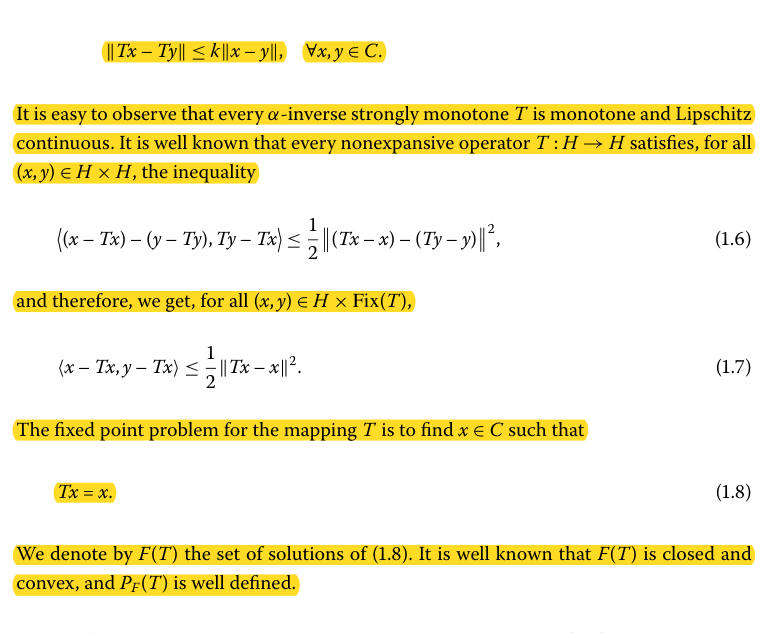 ‖Tx – Ty‖ ≤ k‖x – y‖, ∀x, y ∈ C.
It is easy to observe that every α-inverse strongly monotone T is monotone and Lipschitz
continuous. It is well known that every nonexpansive operator T : H → H satisfies, for all
(x, y) ∈ H × H, the inequality
⟨(x – Tx) – (y – Ty), Ty – Tx⟩ ≤ 1/2 ‖(Tx – x) – (Ty – y)‖², (1.6)
and therefore, we get, for all (x, y) ∈ H × Fix(T),
⟨x – Tx, y – Tx⟩ ≤ 1/2 ‖Tx – x‖². (1.7)
The fixed point problem for the mapping T is to find x ∈ C such that
Tx = x. (1.8)
We denote by F(T) the set of solutions of (1.8). It is well known that F(T) is closed and
convex, and P_F(T) is well defined.